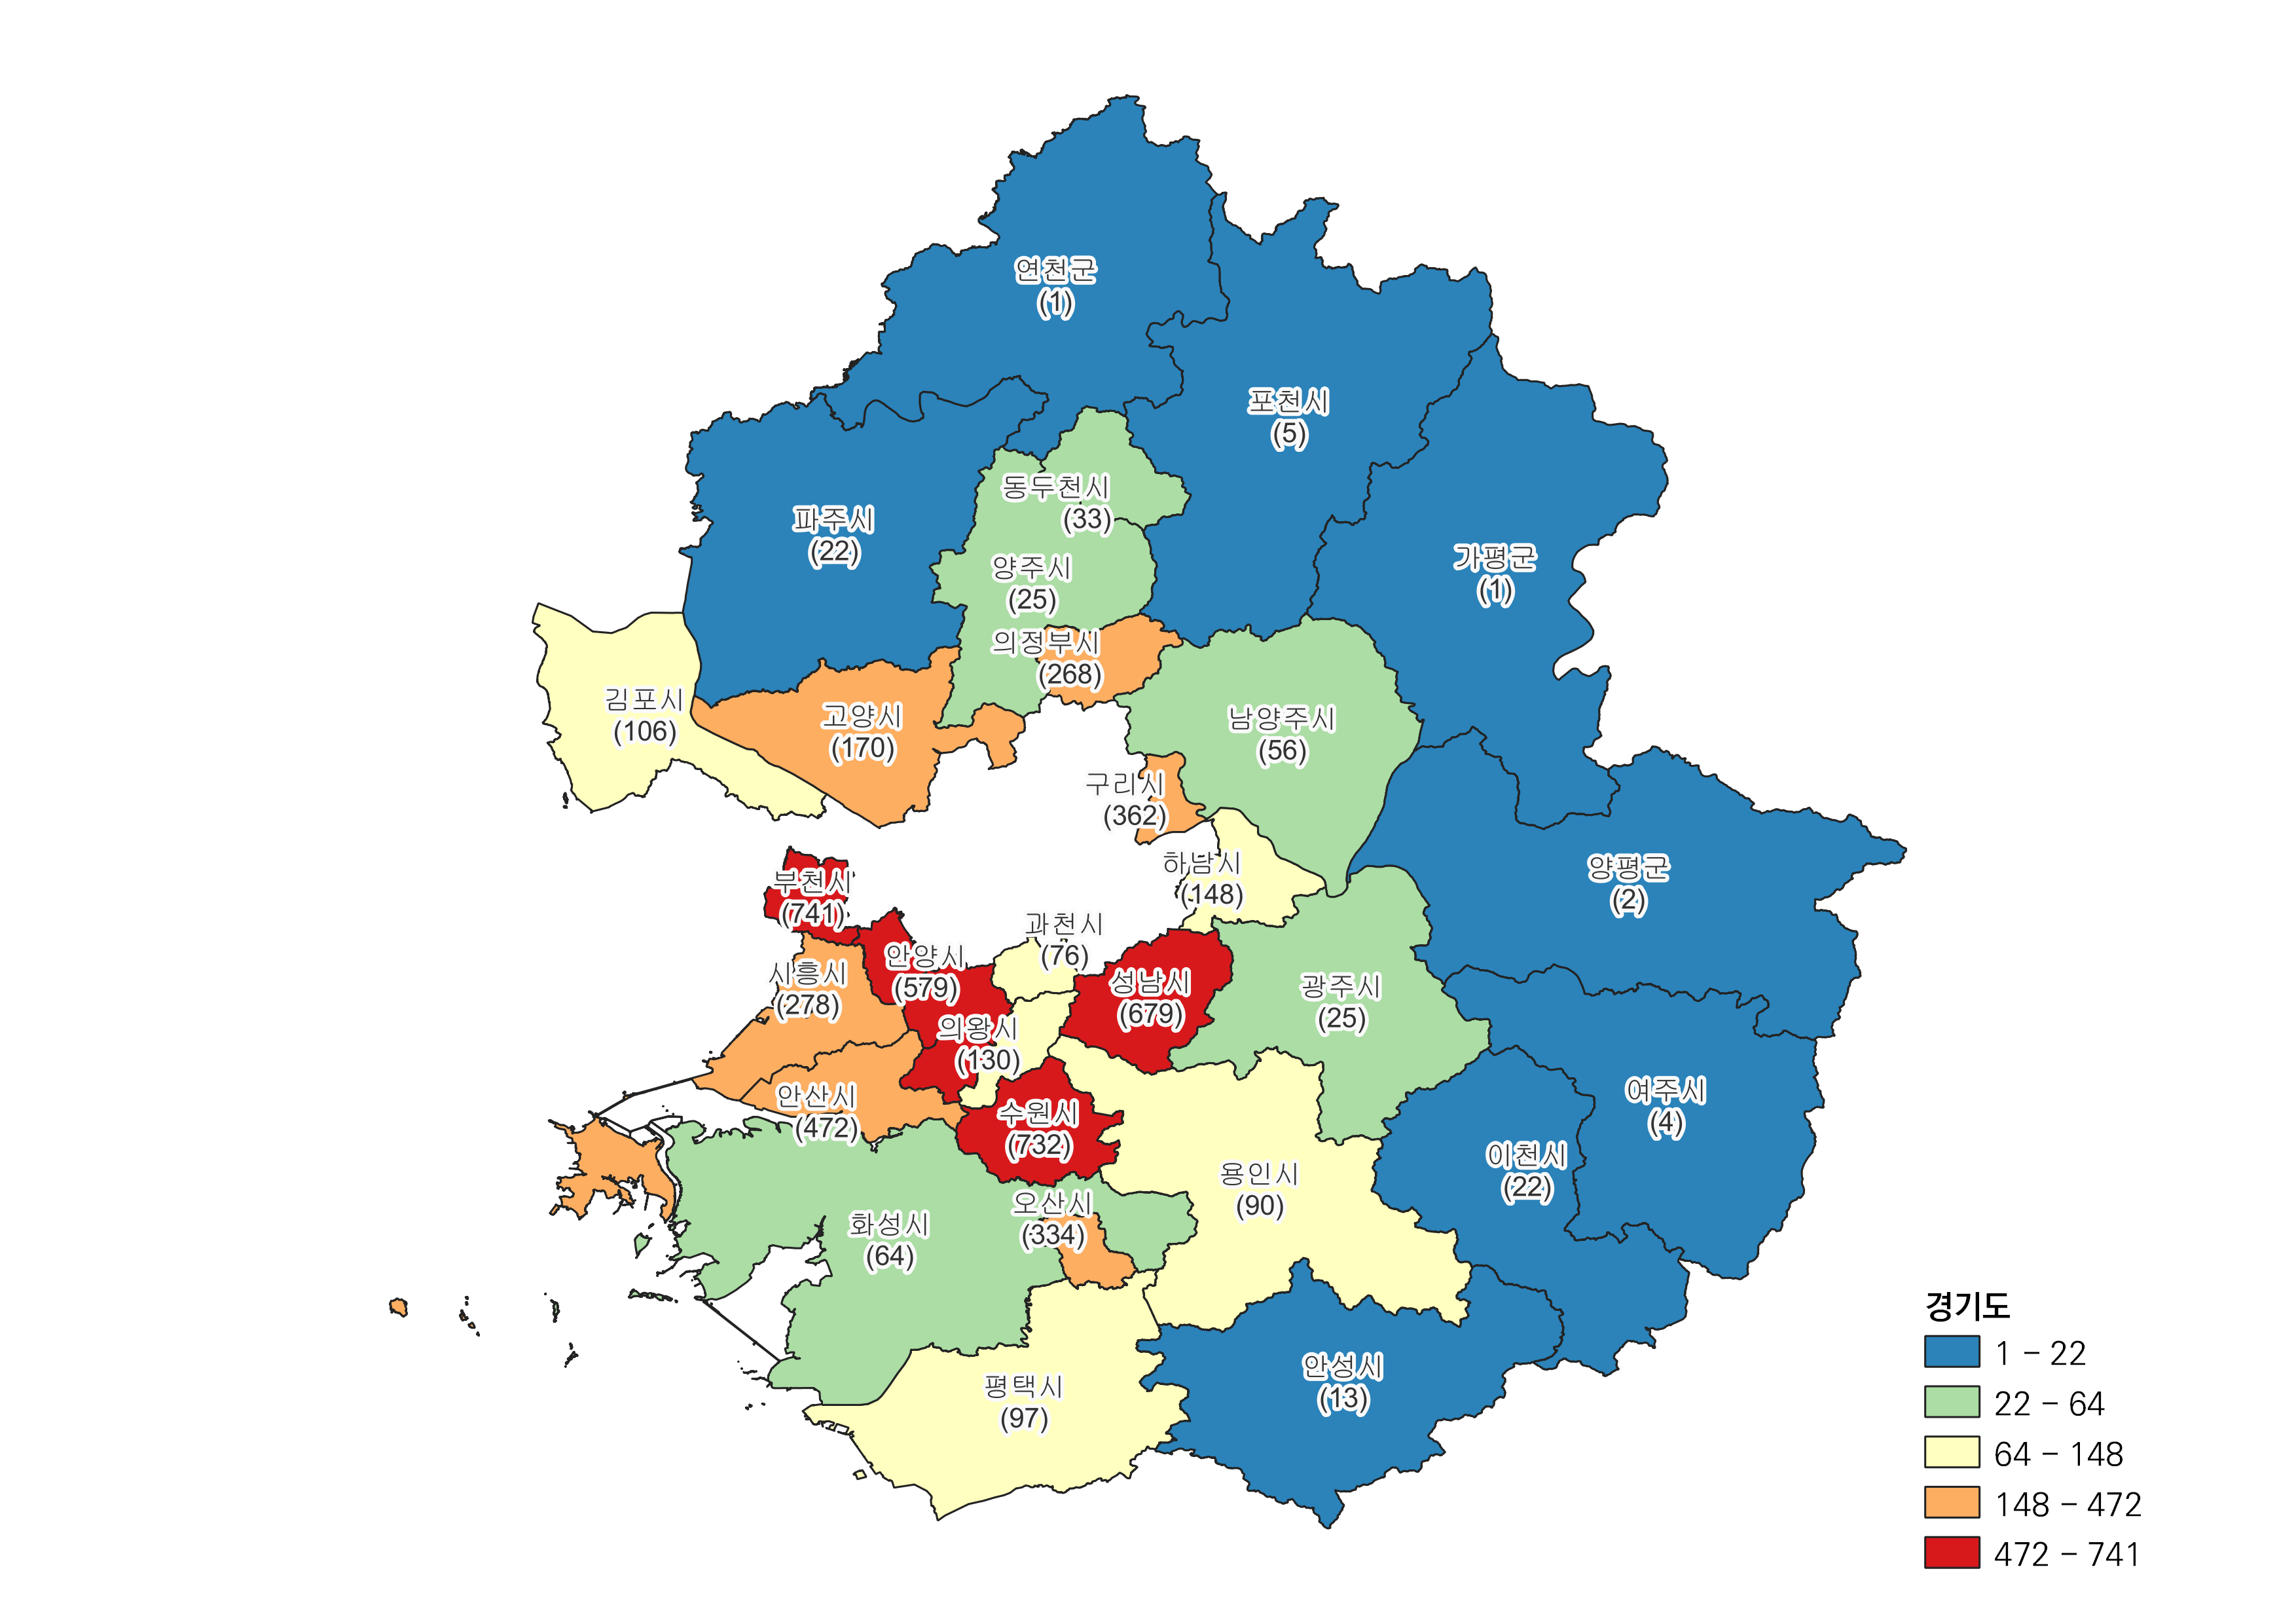 연천군
(1)
포천시
(5)
동두천시
(33)
파주시
(22)
가평군
(1)
양주시
(25)
의정부시
(268)
김포시
(106)
고양시
(170)
남양주시
(56)
구리시
(362)
하남시
(148)
양평군
(2)
부천시
(741)
과천시
(76)
안양시
(579)
시흥시
(278)
성남시
(679)
광주시
(25)
의왕시
(130)
안산시
(472)
수원시
(732)
여주시
(4)
이천시
(22)
용인시
(90)
오산시
(334)
화성시
(64)
안성시
(13)
평택시
(97)
경기도
1 - 22
22 - 64
64 - 148
148 - 472
472 - 741